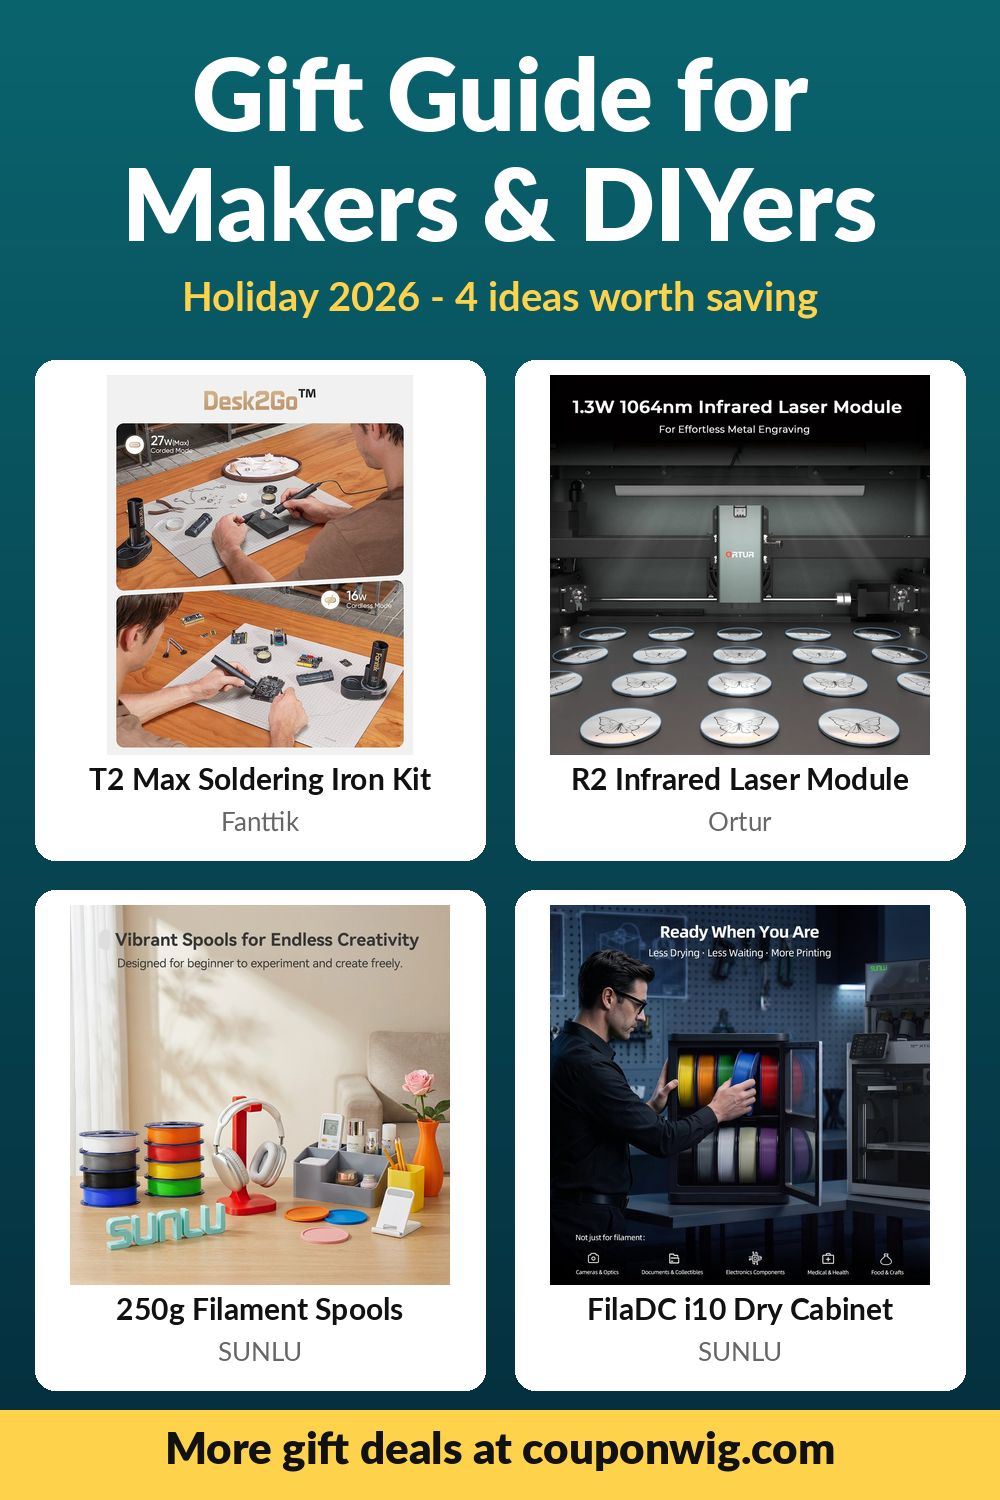 Gift Guide for
Makers & DIYers
Holiday 2026 - 4 ideas worth saving
Desk2Go™
27W(Max)
Corded Mode
16W
Cordless Mode
Fanttik
T2 Max Soldering Iron Kit
Fanttik
1.3W 1064nm Infrared Laser Module
For Effortless Metal Engraving
ORTUR
R2 Infrared Laser Module
Ortur
Vibrant Spools for Endless Creativity
Designed for beginner to experiment and create freely.
SUNLU
250g Filament Spools
SUNLU
Ready When You Are
Less Drying · Less Waiting · More Printing
SUNLU
Not just for filament:
Cameras & Optics
Documents & Collectibles
Electronics Components
Medical & Health
Food & Crafts
FilaDC i10 Dry Cabinet
SUNLU
More gift deals at couponwig.com